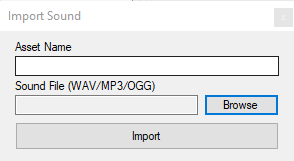 Import Sound
Asset Name
Sound File (WAV/MP3/OGG)
Browse
Import